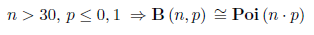 n > 30, p ≤ 0,1 ⇒ B (n, p) ≅ Poi (n · p)